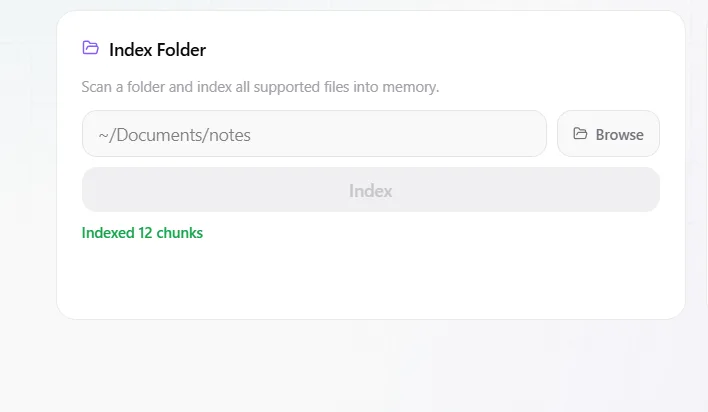 Index Folder
Scan a folder and index all supported files into memory.
~/Documents/notes
Browse
Index
Indexed 12 chunks